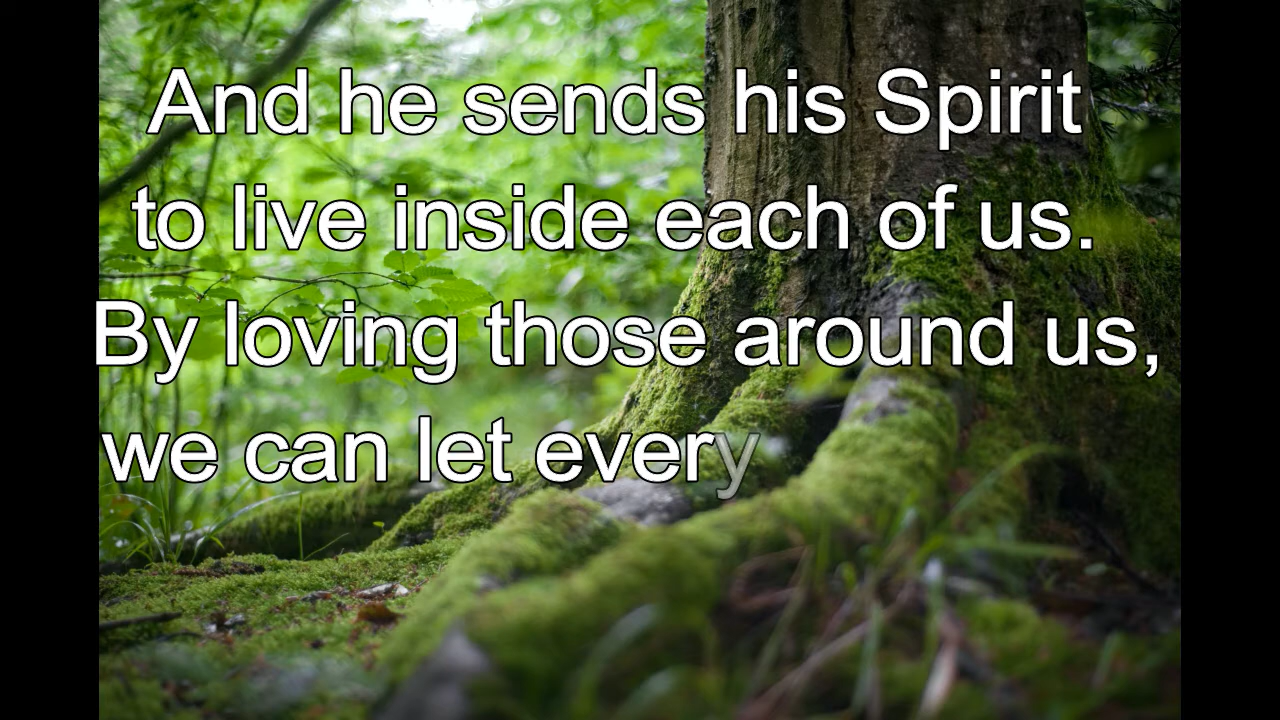 And he sends his Spirit
to live inside each of us.
By loving those around us,
we can let every